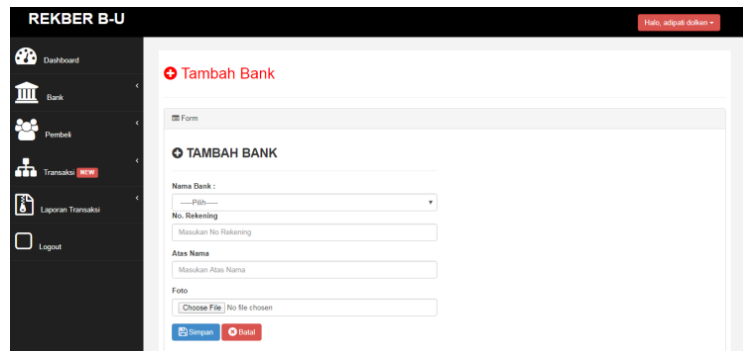 REKBER B-U
Halo, adipati dolken
Dashboard
Bank
Pembeli
Transaksi NEW
Laporan Transaksi
Logout
Tambah Bank
Form
TAMBAH BANK
Nama Bank :
-----Pilih-----
No. Rekening
Masukan No Rekening
Atas Nama
Masukan Atas Nama
Foto
Choose File No file chosen
Simpan Batal